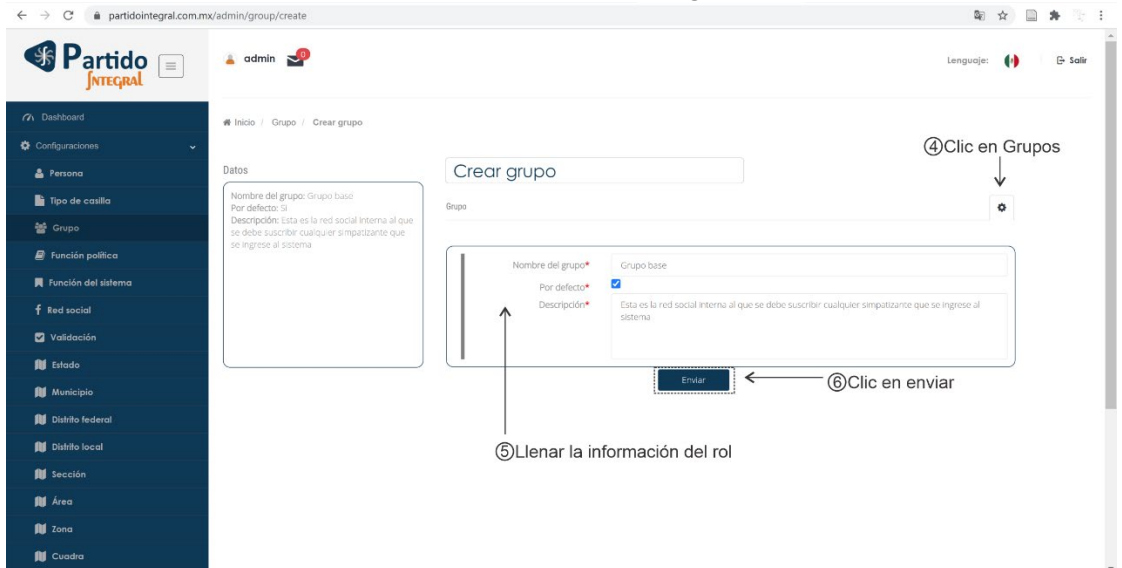 partidointegral.com.mx/admin/group/create
Partido
INTEGRAL
admin
Lenguaje:
Salir
Dashboard
Configuraciones
Persona
Tipo de casilla
Grupo
Función política
Función del sistema
Red social
Validación
Estado
Municipio
Distrito federal
Distrito local
Sección
Área
Zona
Cuadra
Inicio / Grupo / Crear grupo
Datos
Nombre del grupo: Grupo base
Por defecto: Si
Descripción: Esta es la red social interna al que
se debe suscribir cualquier simpatizante que
se ingrese al sistema
Crear grupo
④Clic en Grupos
Grupo
Nombre del grupo* Grupo base
Por defecto*
Descripción* Esta es la red social interna al que se debe suscribir cualquier simpatizante que se ingrese al
sistema
Enviar
⑥Clic en enviar
⑤Llenar la información del rol